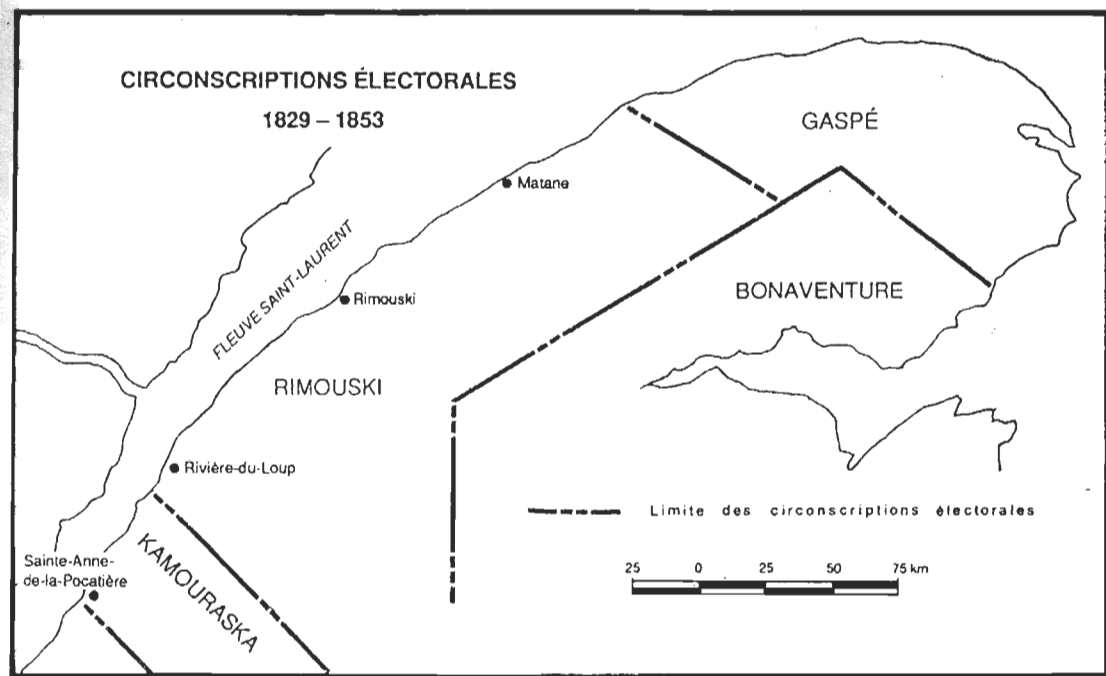 CIRCONSCRIPTIONS ÉLECTORALES
1829 – 1853
GASPÉ
Matane
FLEUVE SAINT-LAURENT
BONAVENTURE
Rimouski
RIMOUSKI
Rivière-du-Loup
Limite des circonscriptions électorales
KAMOURASKA
Sainte-Anne-
de-la-Pocatière
25 0 25 50 75 km